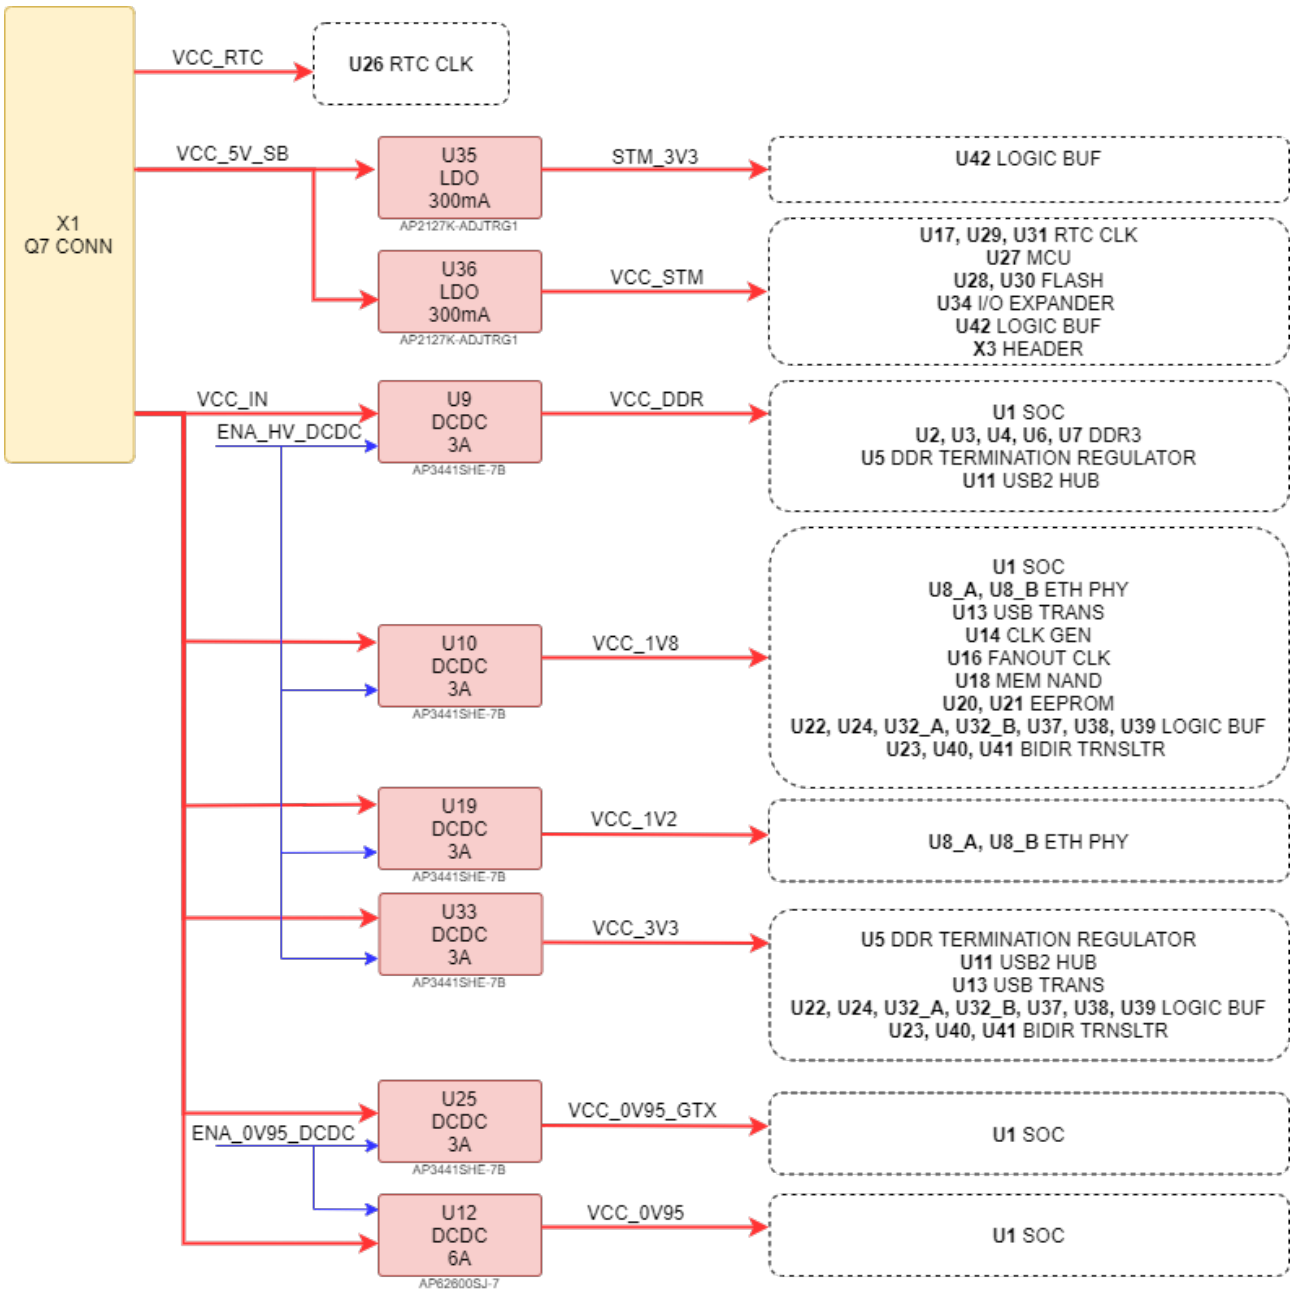 X1
Q7 CONN
VCC_RTC
U26 RTC CLK
VCC_5V_SB
U35
LDO
300mA
AP2127K-ADJTRG1
STM_3V3
U42 LOGIC BUF
U36
LDO
300mA
AP2127K-ADJTRG1
VCC_STM
U17, U29, U31 RTC CLK
U27 MCU
U28, U30 FLASH
U34 I/O EXPANDER
U42 LOGIC BUF
X3 HEADER
VCC_IN
ENA_HV_DCDC
U9
DCDC
3A
AP3441SHE-7B
VCC_DDR
U1 SOC
U2, U3, U4, U6, U7 DDR3
U5 DDR TERMINATION REGULATOR
U11 USB2 HUB
U10
DCDC
3A
AP3441SHE-7B
VCC_1V8
U1 SOC
U8_A, U8_B ETH PHY
U13 USB TRANS
U14 CLK GEN
U16 FANOUT CLK
U18 MEM NAND
U20, U21 EEPROM
U22, U24, U32_A, U32_B, U37, U38, U39 LOGIC BUF
U23, U40, U41 BIDIR TRNSLTR
U19
DCDC
3A
AP3441SHE-7B
VCC_1V2
U8_A, U8_B ETH PHY
U33
DCDC
3A
AP3441SHE-7B
VCC_3V3
U5 DDR TERMINATION REGULATOR
U11 USB2 HUB
U13 USB TRANS
U22, U24, U32_A, U32_B, U37, U38, U39 LOGIC BUF
U23, U40, U41 BIDIR TRNSLTR
ENA_0V95_DCDC
U25
DCDC
3A
AP3441SHE-7B
VCC_0V95_GTX
U1 SOC
U12
DCDC
6A
AP62600SJ-7
VCC_0V95
U1 SOC